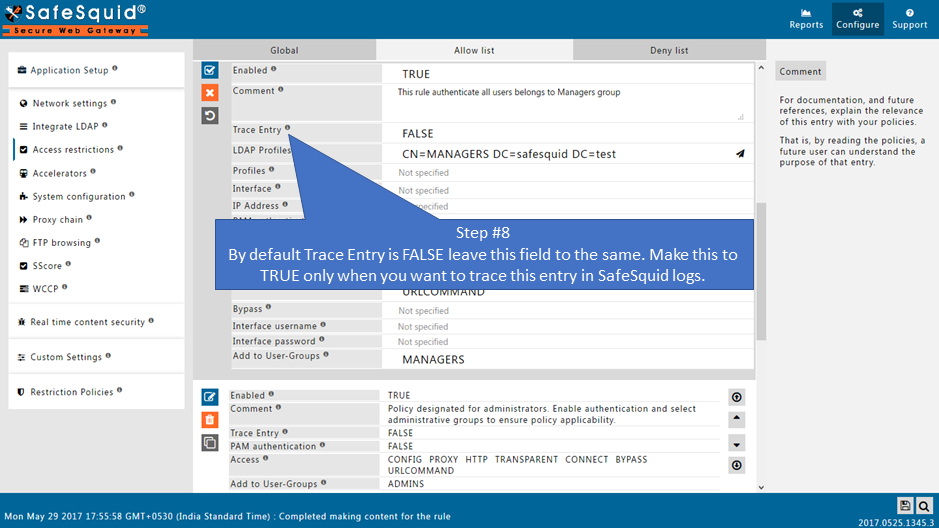 SafeSquid®
Secure Web Gateway
Reports
Configure
Support
Global
Allow list
Deny list
Application Setup
Network settings
Integrate LDAP
Access restrictions
Accelerators
System configuration
Proxy chain
FTP browsing
SScore
WCCP
Real time content security
Custom Settings
Restriction Policies
Enabled TRUE
Comment This rule authenticate all users belongs to Managers group
Trace Entry FALSE
LDAP Profiles CN=MANAGERS DC=safesquid DC=test
Profiles Not specified
Interface Not specified
IP Address specified
Step #8
By default Trace Entry is FALSE leave this field to the same. Make this to
TRUE only when you want to trace this entry in SafeSquid logs.
URLCOMMAND
Bypass Not specified
Interface username Not specified
Interface password Not specified
Add to User-Groups MANAGERS
Enabled TRUE
Comment Policy designated for administrators. Enable authentication and select
administrative groups to ensure policy applicability.
Trace Entry FALSE
PAM authentication FALSE
Access CONFIG PROXY HTTP TRANSPARENT CONNECT BYPASS
URLCOMMAND
Add to User-Groups ADMINS
Comment
For documentation, and future
references, explain the relevance
of this entry with your policies.
That is, by reading the policies, a
future user can understand the
purpose of that entry.
Mon May 29 2017 17:55:58 GMT+0530 (India Standard Time) : Completed making content for the rule
2017.0525.1345.3